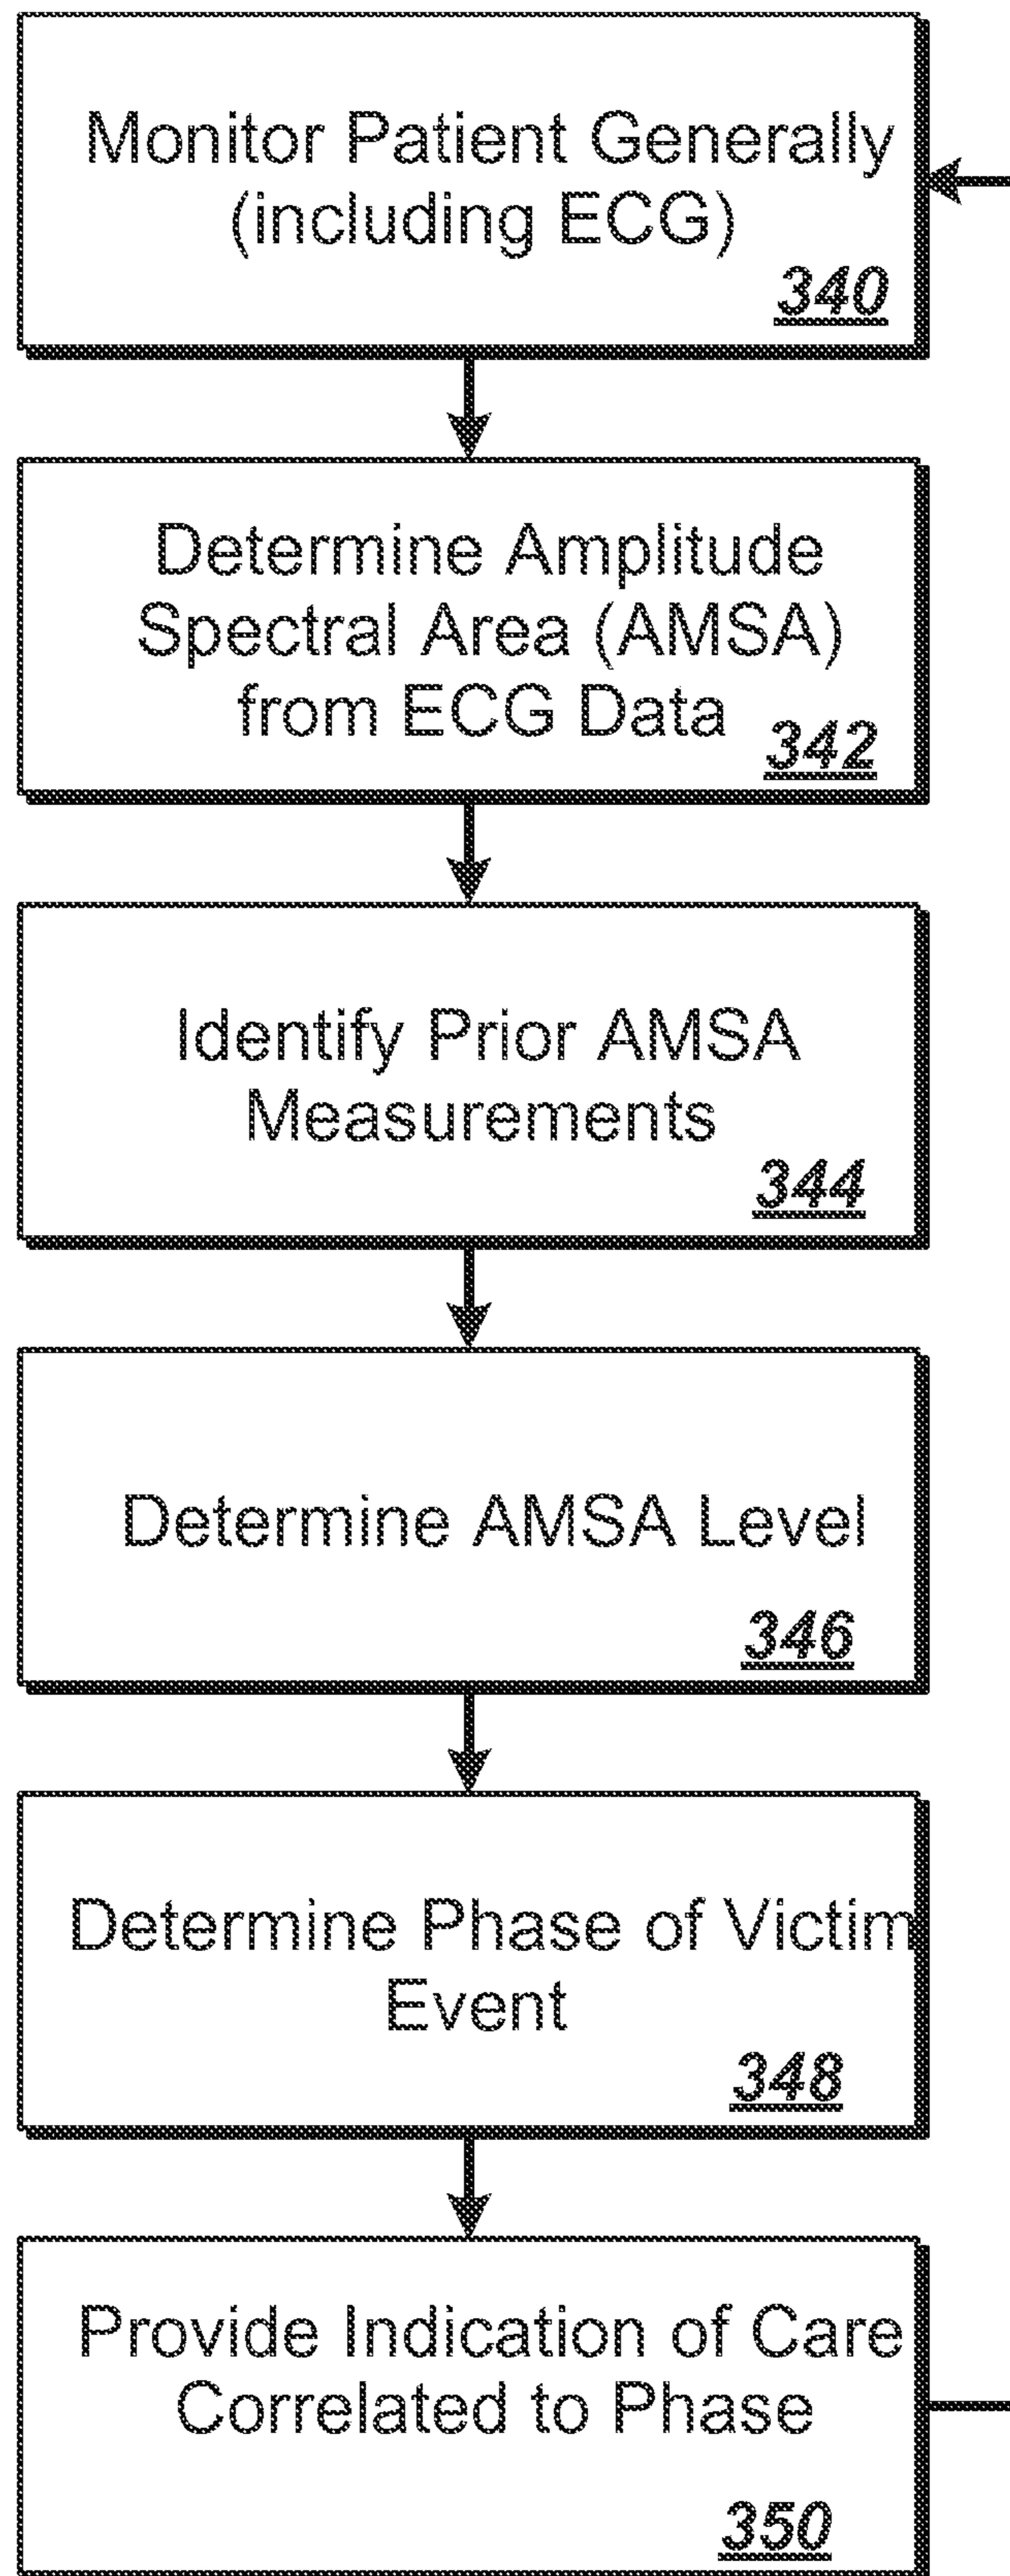 Monitor Patient Generally
(including ECG)
340
Determine Amplitude
Spectral Area (AMSA)
from ECG Data
342
Identify Prior AMSA
Measurements
344
Determine AMSA Level
346
Determine Phase of Victim
Event
348
Provide Indication of Care
Correlated to Phase
350